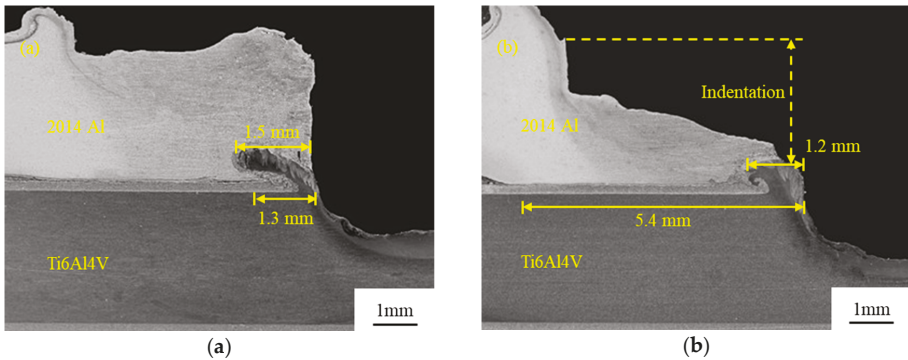 (a)
2014 Al
1.5 mm
1.3 mm
Ti6Al4V
1mm
(a)
(b)
Indentation
2014 Al
1.2 mm
5.4 mm
Ti6Al4V
1mm
(b)